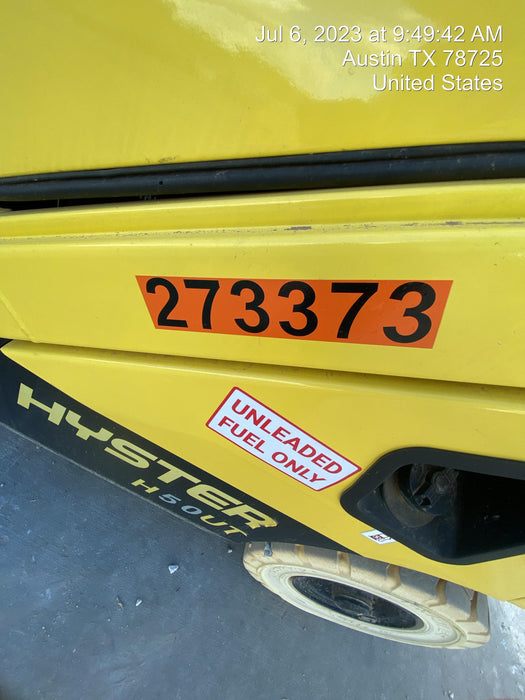 Jul 6, 2023 at 9:49:42 AM
Austin TX 78725
United States
273373
UNLEADED
FUEL ONLY
HYSTER
H50UT